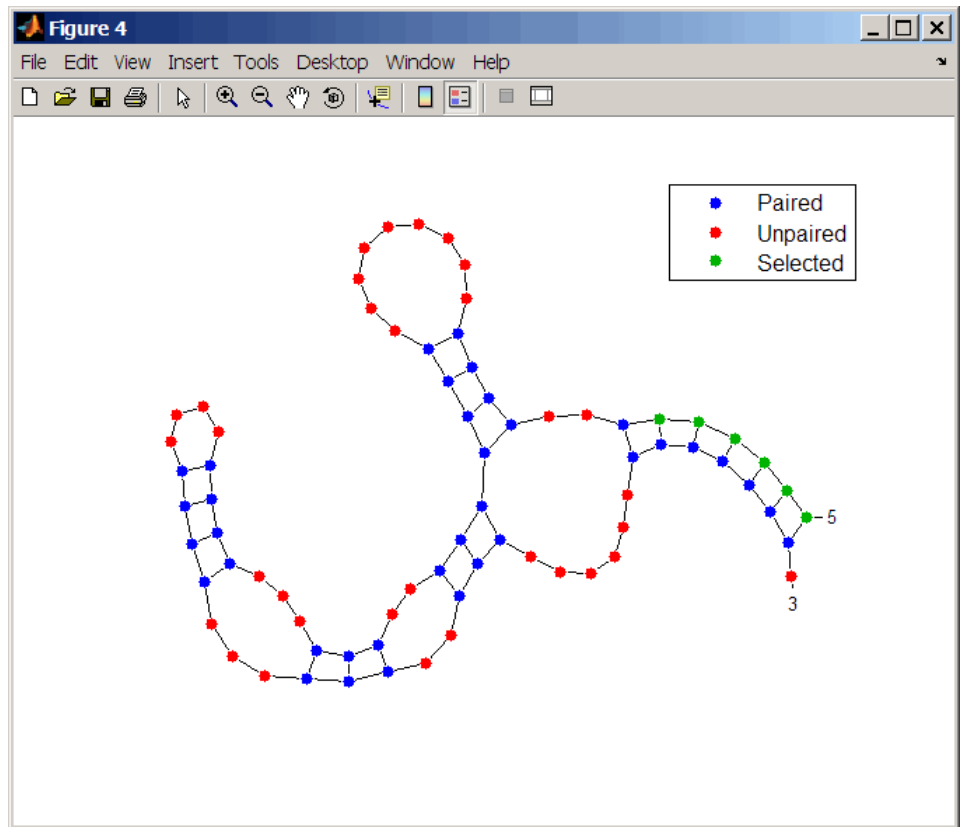 Figure 4
File Edit View Insert Tools Desktop Window Help
Paired
Unpaired
Selected
5
3